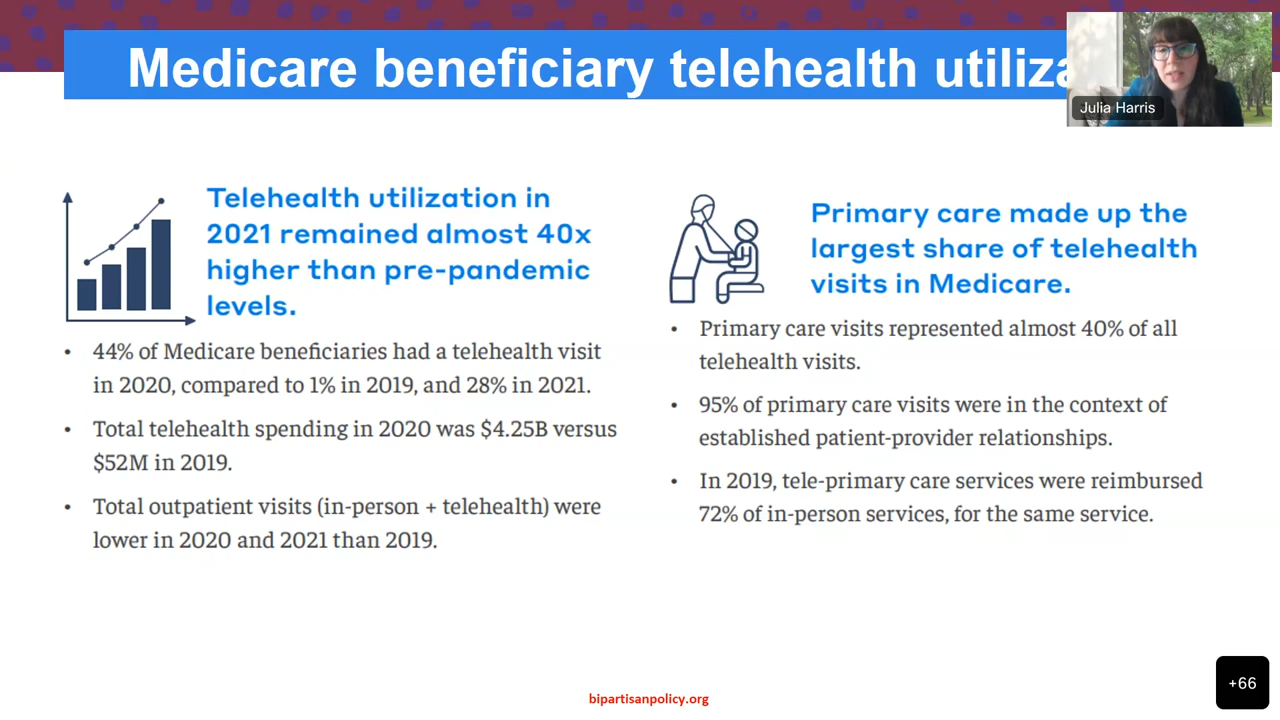 Medicare beneficiary telehealth utiliza
Julia Harris
Telehealth utilization in
2021 remained almost 40x
higher than pre-pandemic
levels.
• 44% of Medicare beneficiaries had a telehealth visit
in 2020, compared to 1% in 2019, and 28% in 2021.
• Total telehealth spending in 2020 was $4.25B versus
$52M in 2019.
• Total outpatient visits (in-person + telehealth) were
lower in 2020 and 2021 than 2019.
Primary care made up the
largest share of telehealth
visits in Medicare.
• Primary care visits represented almost 40% of all
telehealth visits.
• 95% of primary care visits were in the context of
established patient-provider relationships.
• In 2019, tele-primary care services were reimbursed
72% of in-person services, for the same service.
bipartisanpolicy.org
+66